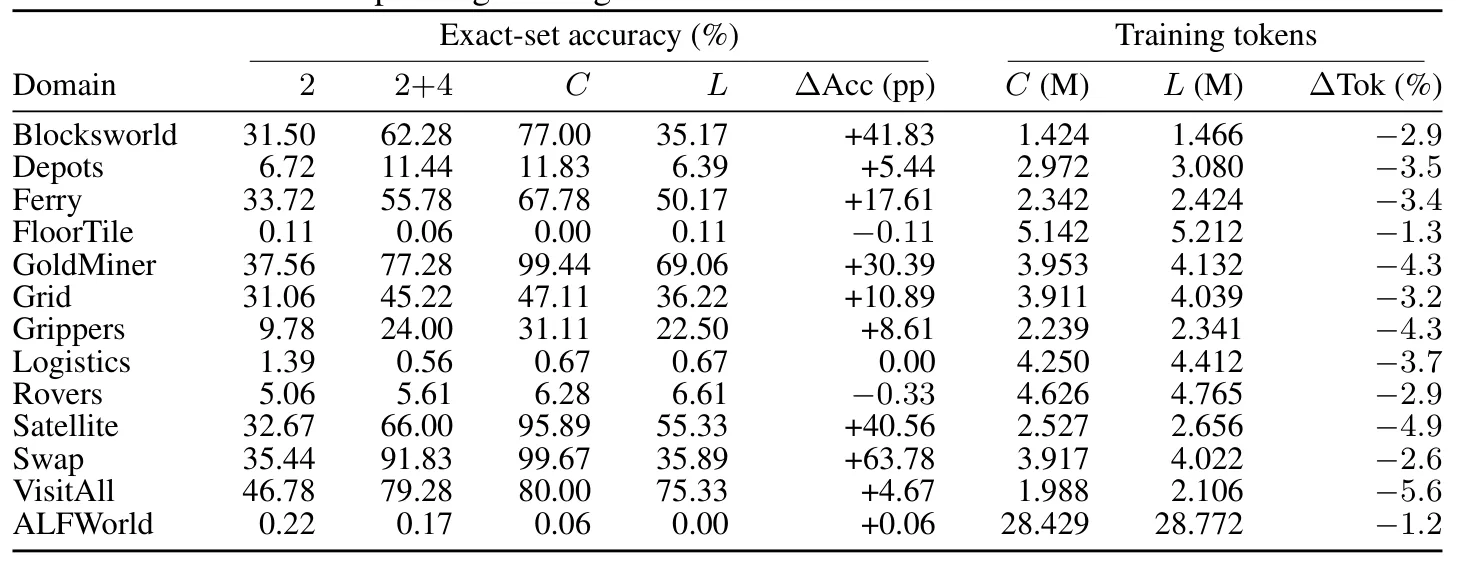 Exact-set accuracy (%) Training tokens
Domain 2 2+4 C L ΔAcc (pp) C (M) L (M) ΔTok (%)
Blocksworld 31.50 62.28 77.00 35.17 +41.83 1.424 1.466 −2.9
Depots 6.72 11.44 11.83 6.39 +5.44 2.972 3.080 −3.5
Ferry 33.72 55.78 67.78 50.17 +17.61 2.342 2.424 −3.4
FloorTile 0.11 0.06 0.00 0.11 −0.11 5.142 5.212 −1.3
GoldMiner 37.56 77.28 99.44 69.06 +30.39 3.953 4.132 −4.3
Grid 31.06 45.22 47.11 36.22 +10.89 3.911 4.039 −3.2
Grippers 9.78 24.00 31.11 22.50 +8.61 2.239 2.341 −4.3
Logistics 1.39 0.56 0.67 0.67 0.00 4.250 4.412 −3.7
Rovers 5.06 5.61 6.28 6.61 −0.33 4.626 4.765 −2.9
Satellite 32.67 66.00 95.89 55.33 +40.56 2.527 2.656 −4.9
Swap 35.44 91.83 99.67 35.89 +63.78 3.917 4.022 −2.6
VisitAll 46.78 79.28 80.00 75.33 +4.67 1.988 2.106 −5.6
ALFWorld 0.22 0.17 0.06 0.00 +0.06 28.429 28.772 −1.2